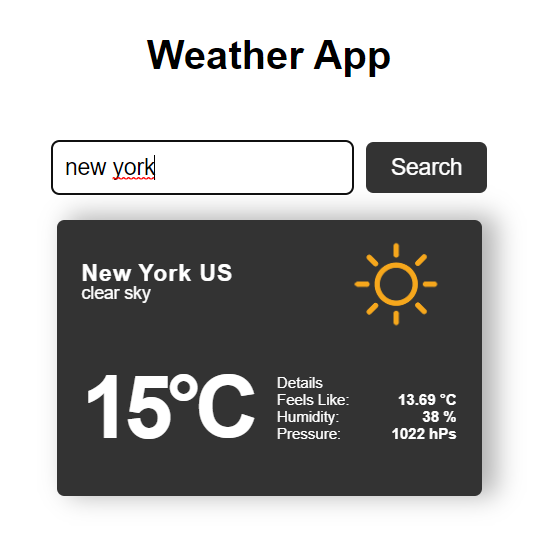 Weather App
new york
Search
New York US
clear sky
15°C
Details
Feels Like: 13.69 °C
Humidity: 38 %
Pressure: 1022 hPs